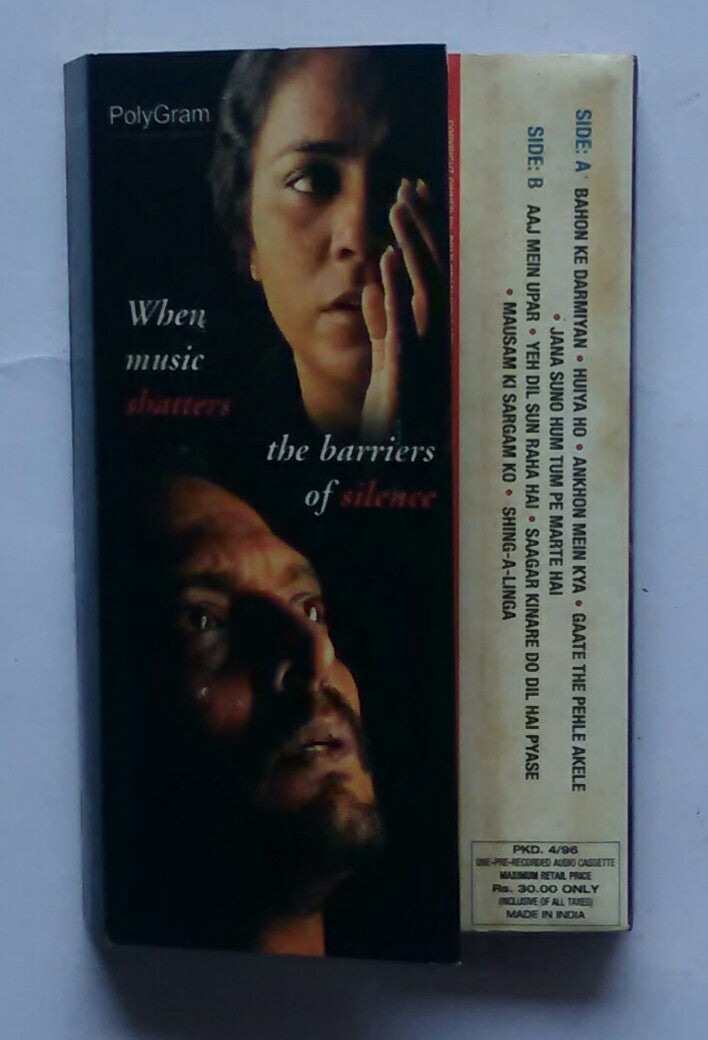 PolyGram
When
music
shatters
the barriers
of silence
SIDE: A BAHON KE DARMIYAN • HUIYA HO • ANKHON MEIN KYA • GAATE THE PEHLE AKELE
• JANA SUNO HUM TUM PE MARTE HAI
SIDE: B AAJ MEIN UPAR • YEH DIL SUN RAHA HAI • SAAGAR KINARE DO DIL HAI PYASE
• MAUSAM KI SARGAM KO • SHING-A-LINGA
PKD. 4/96
ONE-PRE-RECORDED AUDIO CASSETTE
MAXIMUM RETAIL PRICE
Rs. 30.00 ONLY
(INCLUSIVE OF ALL TAXES)
MADE IN INDIA